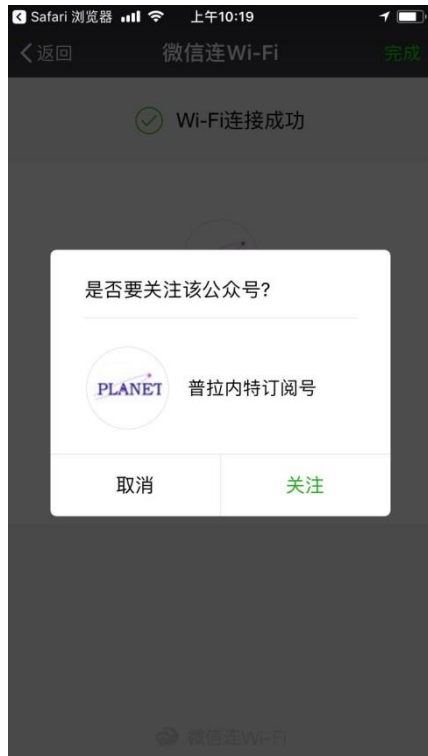 Safari 浏览器 上午10:19
返回 微信连Wi-Fi 完成
Wi-Fi连接成功
是否要关注该公众号?
PLANET 普拉内特订阅号
取消 关注
微信连Wi-Fi